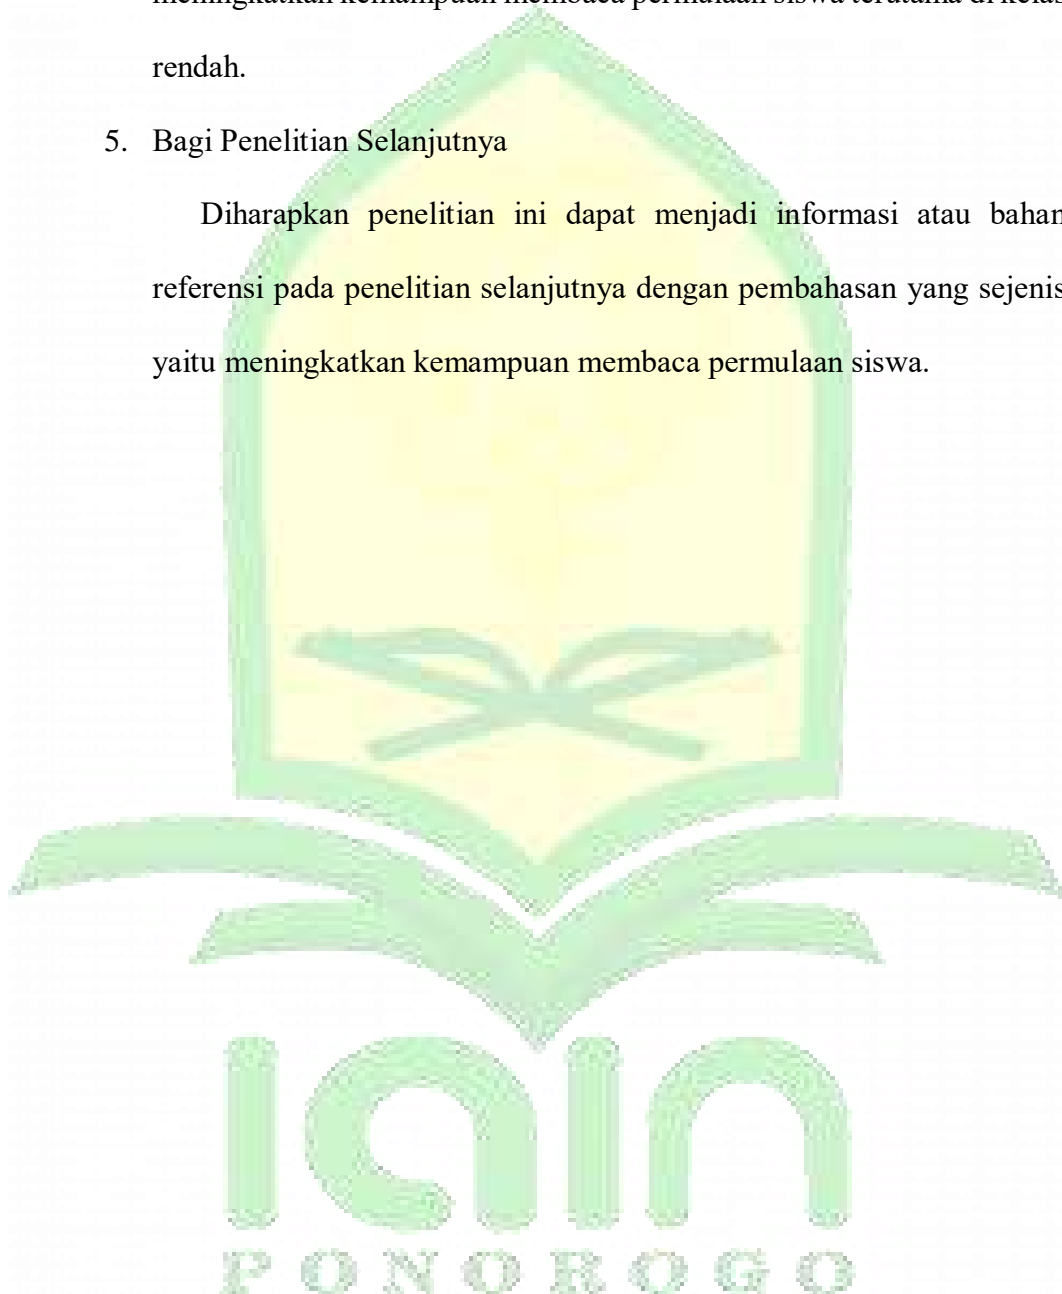 meningkatkan kemampuan membaca permulaan siswa terutama di kelas
rendah.
5. Bagi Penelitian Selanjutnya
Diharapkan penelitian ini dapat menjadi informasi atau bahan
referensi pada penelitian selanjutnya dengan pembahasan yang sejenis
yaitu meningkatkan kemampuan membaca permulaan siswa.
iain
PONOROGO